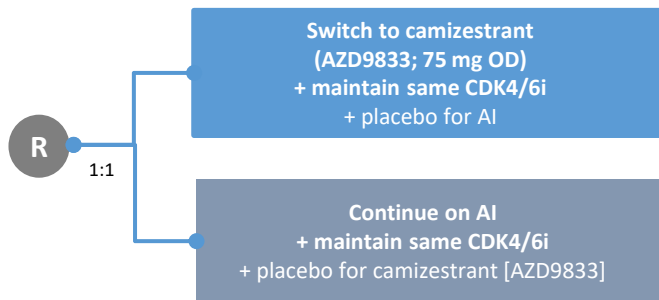 R
1:1
Switch to camizestrant
(AZD9833; 75 mg OD)
+ maintain same CDK4/6i
+ placebo for AI
Continue on AI
+ maintain same CDK4/6i
+ placebo for camizestrant [AZD9833]